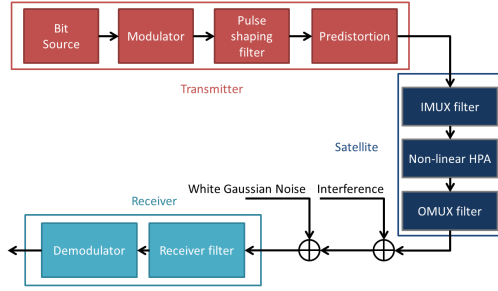 Bit
Source
Modulator
Pulse
shaping
filter
Predistortion
Transmitter
IMUX filter
Satellite
Non-linear HPA
OMUX filter
White Gaussian Noise
Interference
Receiver
Demodulator
Receiver filter